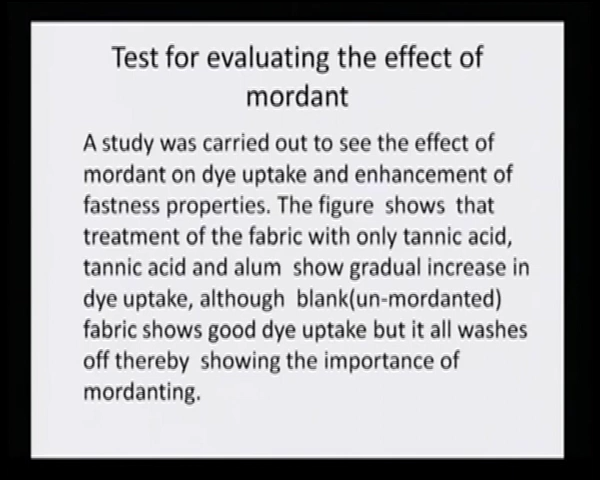 Test for evaluating the effect of
mordant
A study was carried out to see the effect of
mordant on dye uptake and enhancement of
fastness properties. The figure  shows  that
treatment of the fabric with only tannic acid,
tannic acid and alum  show gradual increase in
dye uptake, although  blank(un-mordanted)
fabric shows good dye uptake but it all washes
off thereby  showing the importance of
mordanting.